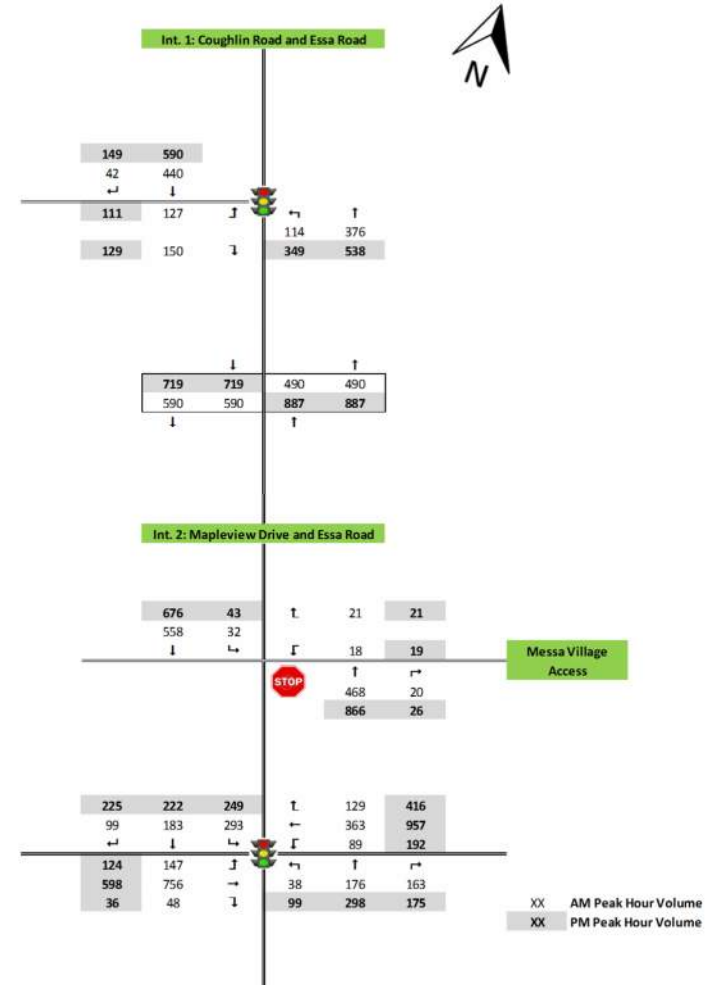 Int. 1: Coughlin Road and Essa Road
N
149 590
42 440
↵ ↓
111 127 ↥ ↰ ↑
114 376
129 150 ↴ 349 538
↓ ↑
719 719 490 490
590 590 887 887
↓ ↑
Int. 2: Mapleview Drive and Essa Road
676 43 21 21
558 32
18 19
Messa Village
Access
STOP
468 20
866 26
225 222 249 129 416
99 183 293 ← 363 957
89 192
124 147
598 756 → 38 176 163
36 48 99 298 175
XX AM Peak Hour Volume
XX PM Peak Hour Volume